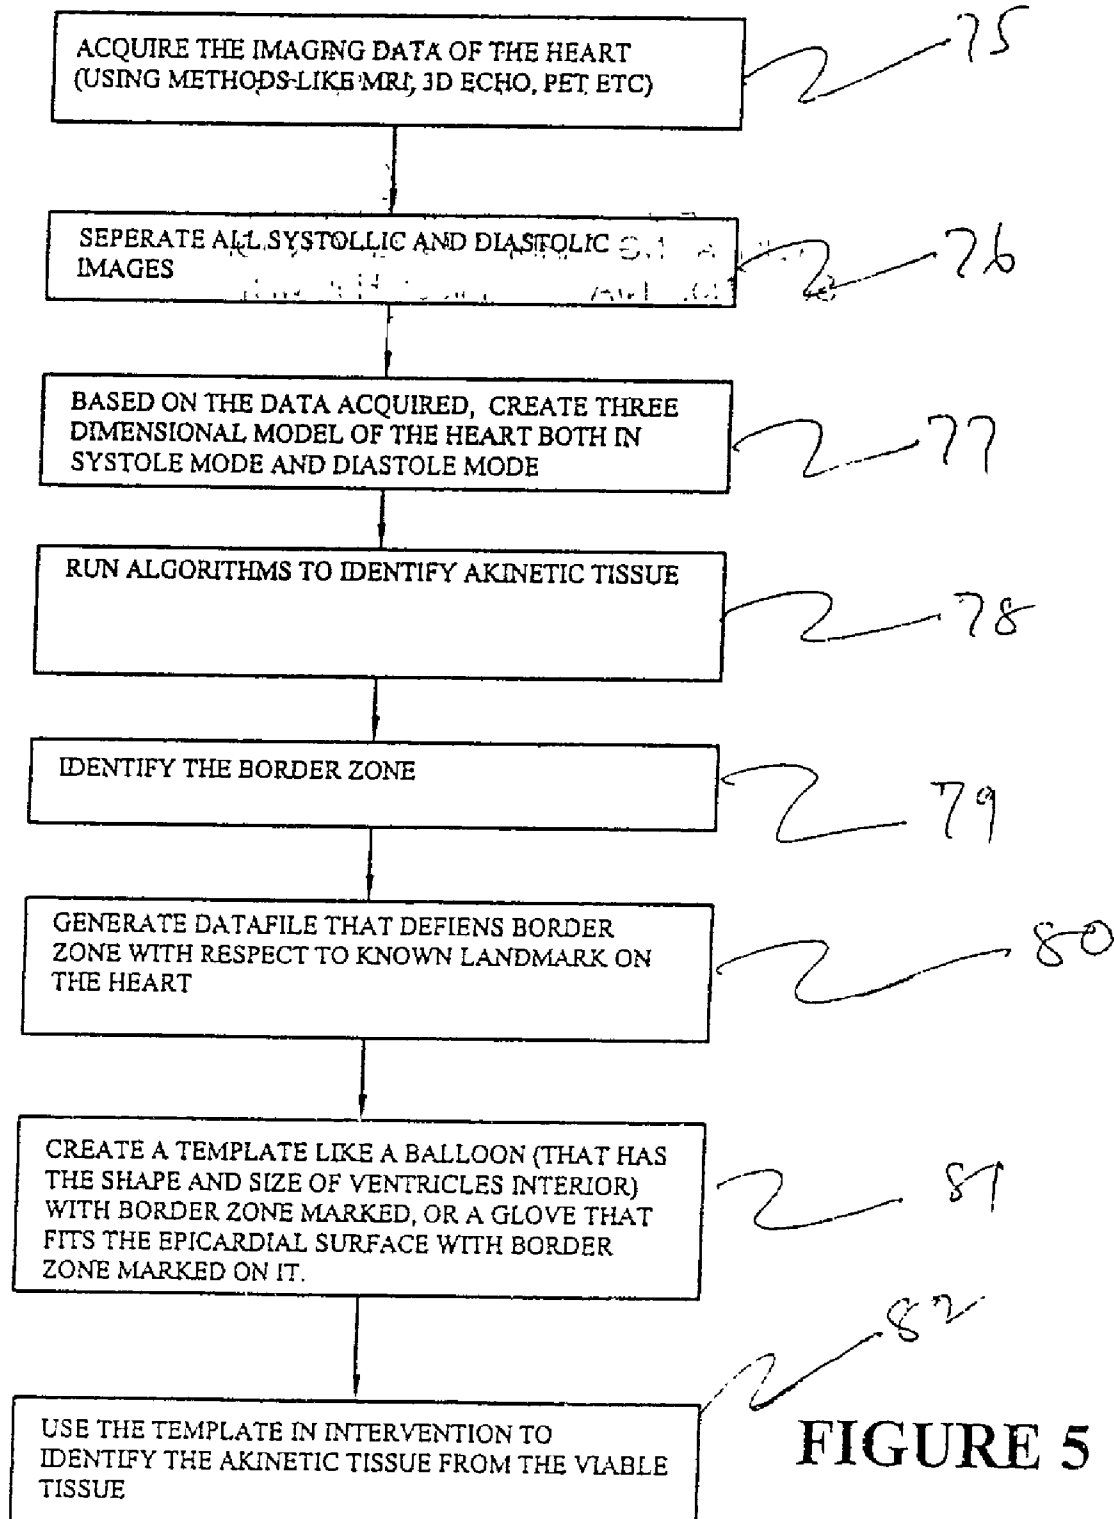 ACQUIRE THE IMAGING DATA OF THE HEART
(USING METHODS LIKE MRI, 3D ECHO, PET ETC)
75
SEPERATE ALL SYSTOLLIC AND DIASTOLIC
IMAGES
76
BASED ON THE DATA ACQUIRED, CREATE THREE
DIMENSIONAL MODEL OF THE HEART BOTH IN
SYSTOLE MODE AND DIASTOLE MODE
77
RUN ALGORITHMS TO IDENTIFY AKINETIC TISSUE
78
IDENTIFY THE BORDER ZONE
79
GENERATE DATAFILE THAT DEFIENS BORDER
ZONE WITH RESPECT TO KNOWN LANDMARK ON
THE HEART
80
CREATE A TEMPLATE LIKE A BALLOON (THAT HAS
THE SHAPE AND SIZE OF VENTRICLES INTERIOR)
WITH BORDER ZONE MARKED, OR A GLOVE THAT
FITS THE EPICARDIAL SURFACE WITH BORDER
ZONE MARKED ON IT.
81
USE THE TEMPLATE IN INTERVENTION TO
IDENTIFY THE AKINETIC TISSUE FROM THE VIABLE
TISSUE
82
FIGURE 5